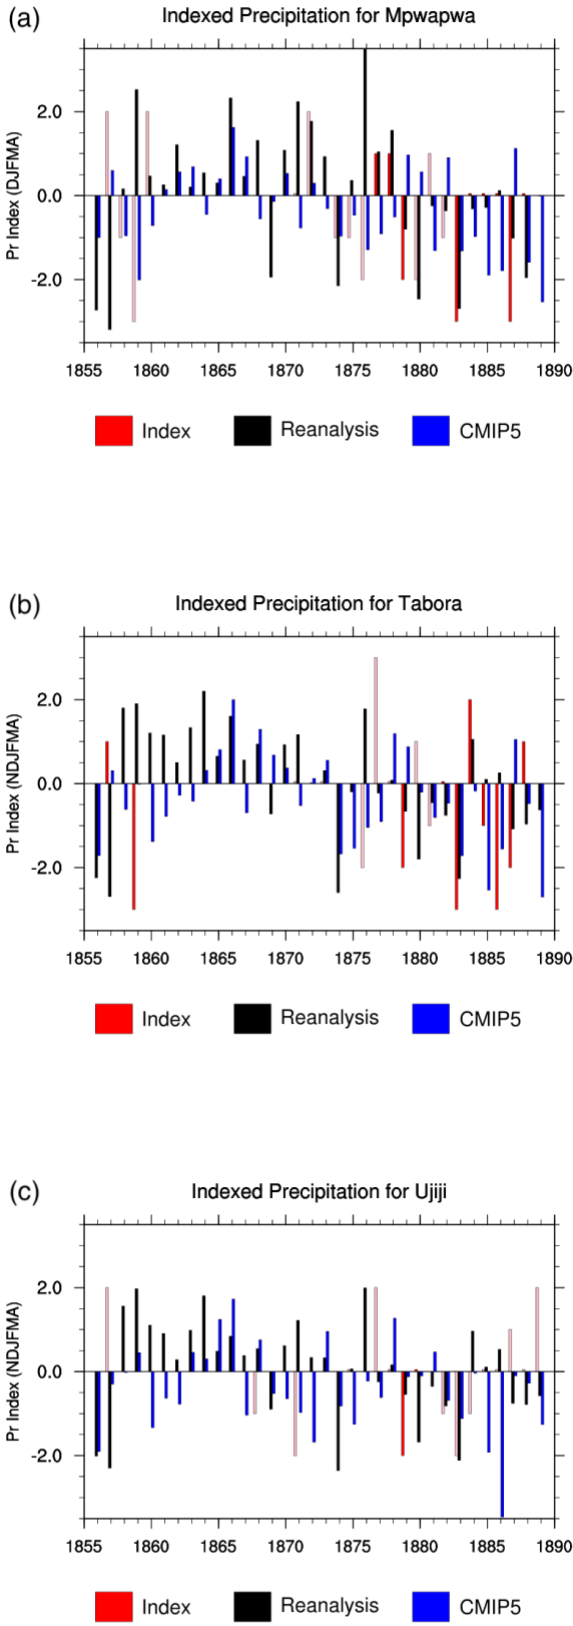 (a)
Indexed Precipitation for Mpwapwa
Pr Index (DJFMA)
2.0
0.0
-2.0
1855 1860 1865 1870 1875 1880 1885 1890
Index Reanalysis CMIP5
(b)
Indexed Precipitation for Tabora
Pr Index (NDJFMA)
2.0
0.0
-2.0
1855 1860 1865 1870 1875 1880 1885 1890
Index Reanalysis CMIP5
(c)
Indexed Precipitation for Ujiji
Pr Index (NDJFMA)
2.0
0.0
-2.0
1855 1860 1865 1870 1875 1880 1885 1890
Index Reanalysis CMIP5